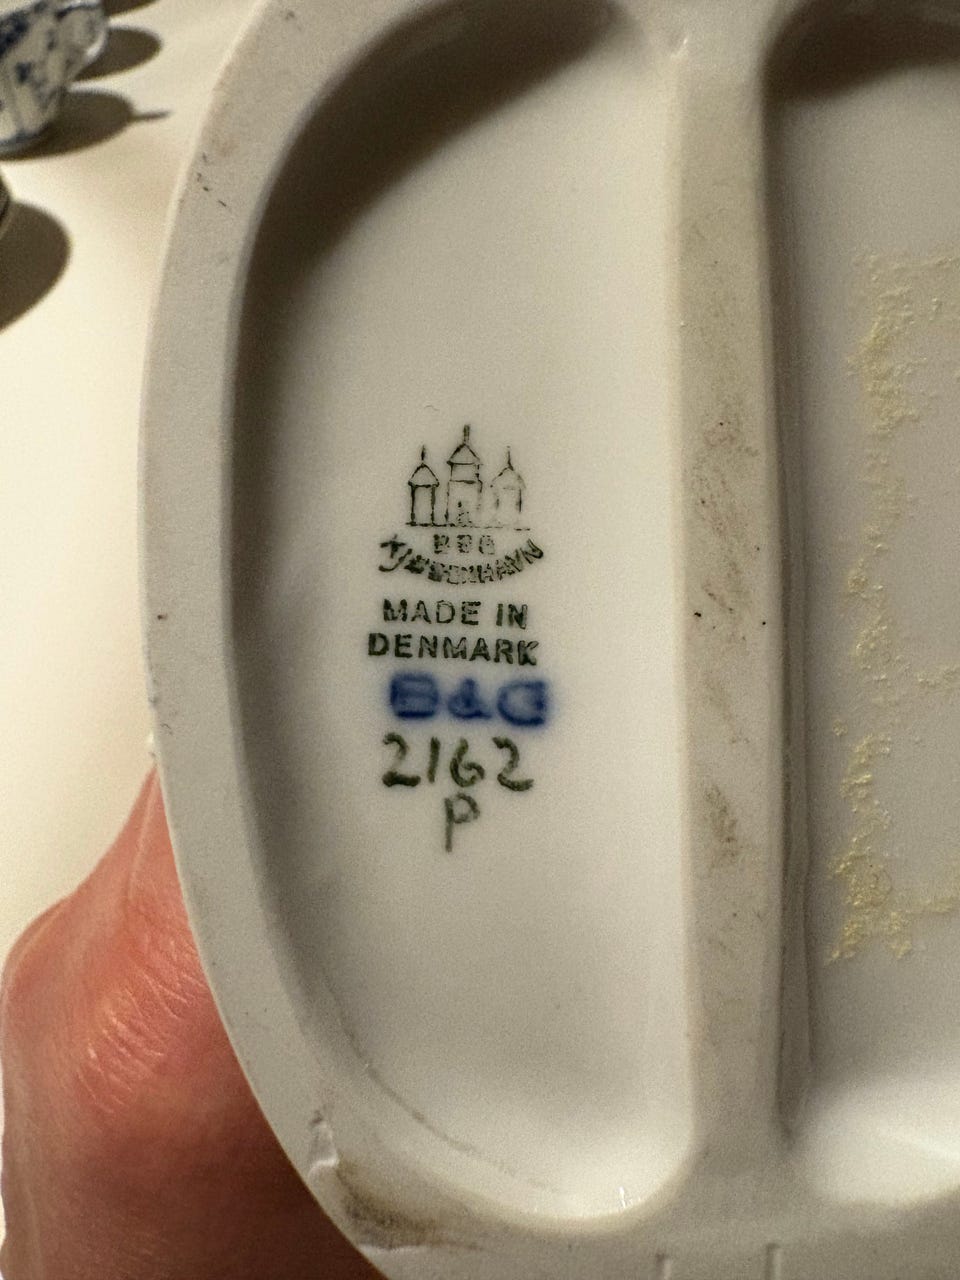 B&G
KJØBENHAVN
MADE IN
DENMARK
B&G
2162
P